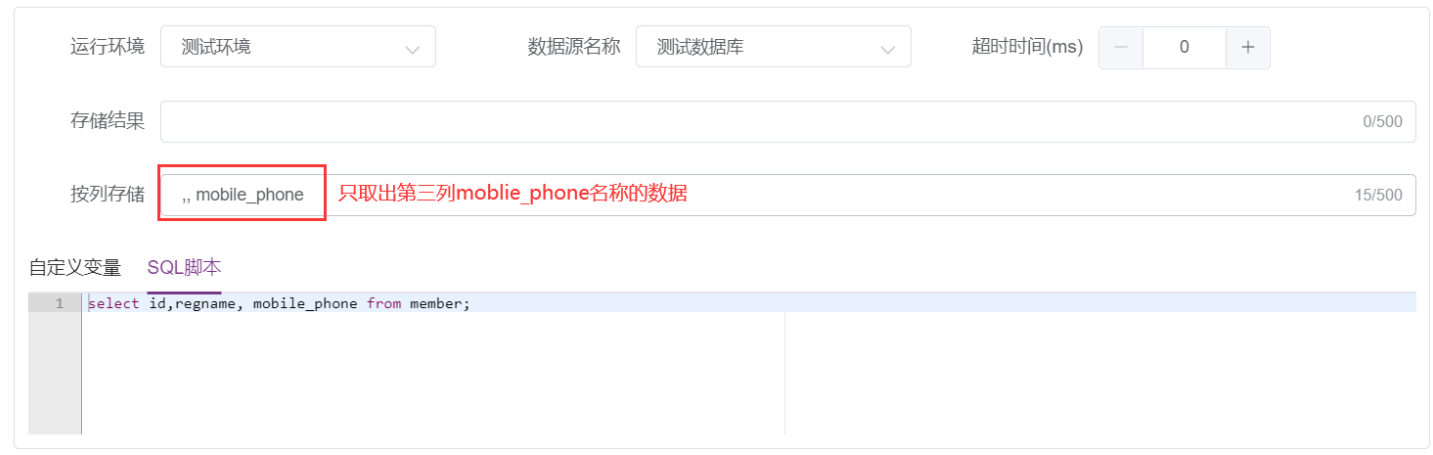 运行环境 测试环境 数据源名称 测试数据库 超时时间(ms) — 0 +
存储结果 0/500
按列存储 ,, mobile_phone 只取出第三列moblie_phone名称的数据 15/500
自定义变量 SQL脚本
1 select id,regname, mobile_phone from member;